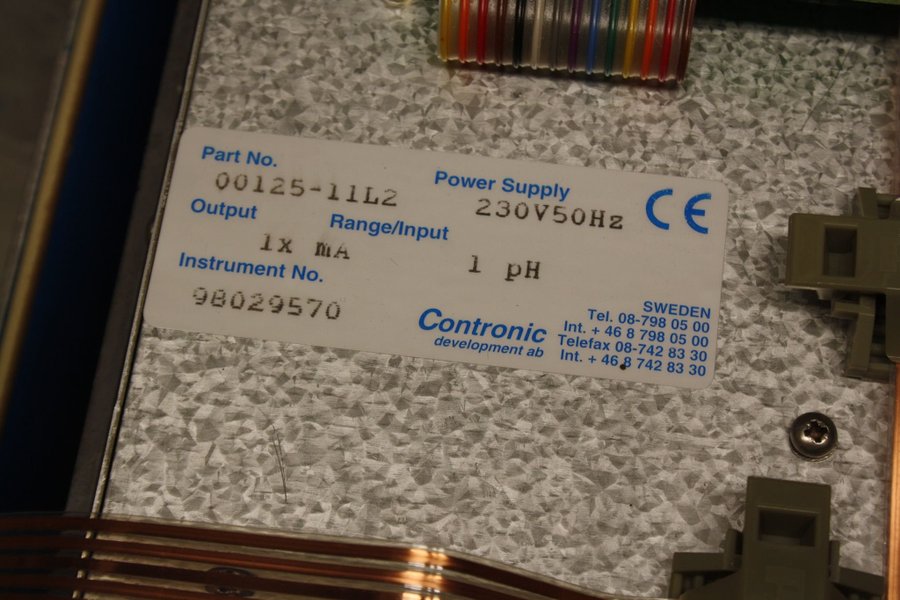 Part No.
00125-11L2
Power Supply
230V50Hz
CE
Output
1x mA
Range/Input
1 pH
Instrument No.
98029570
Contronic
development ab
SWEDEN
Tel. 08-798 05 00
Int. + 46 8 798 05 00
Telefax 08-742 83 30
Int. + 46 8 742 83 30